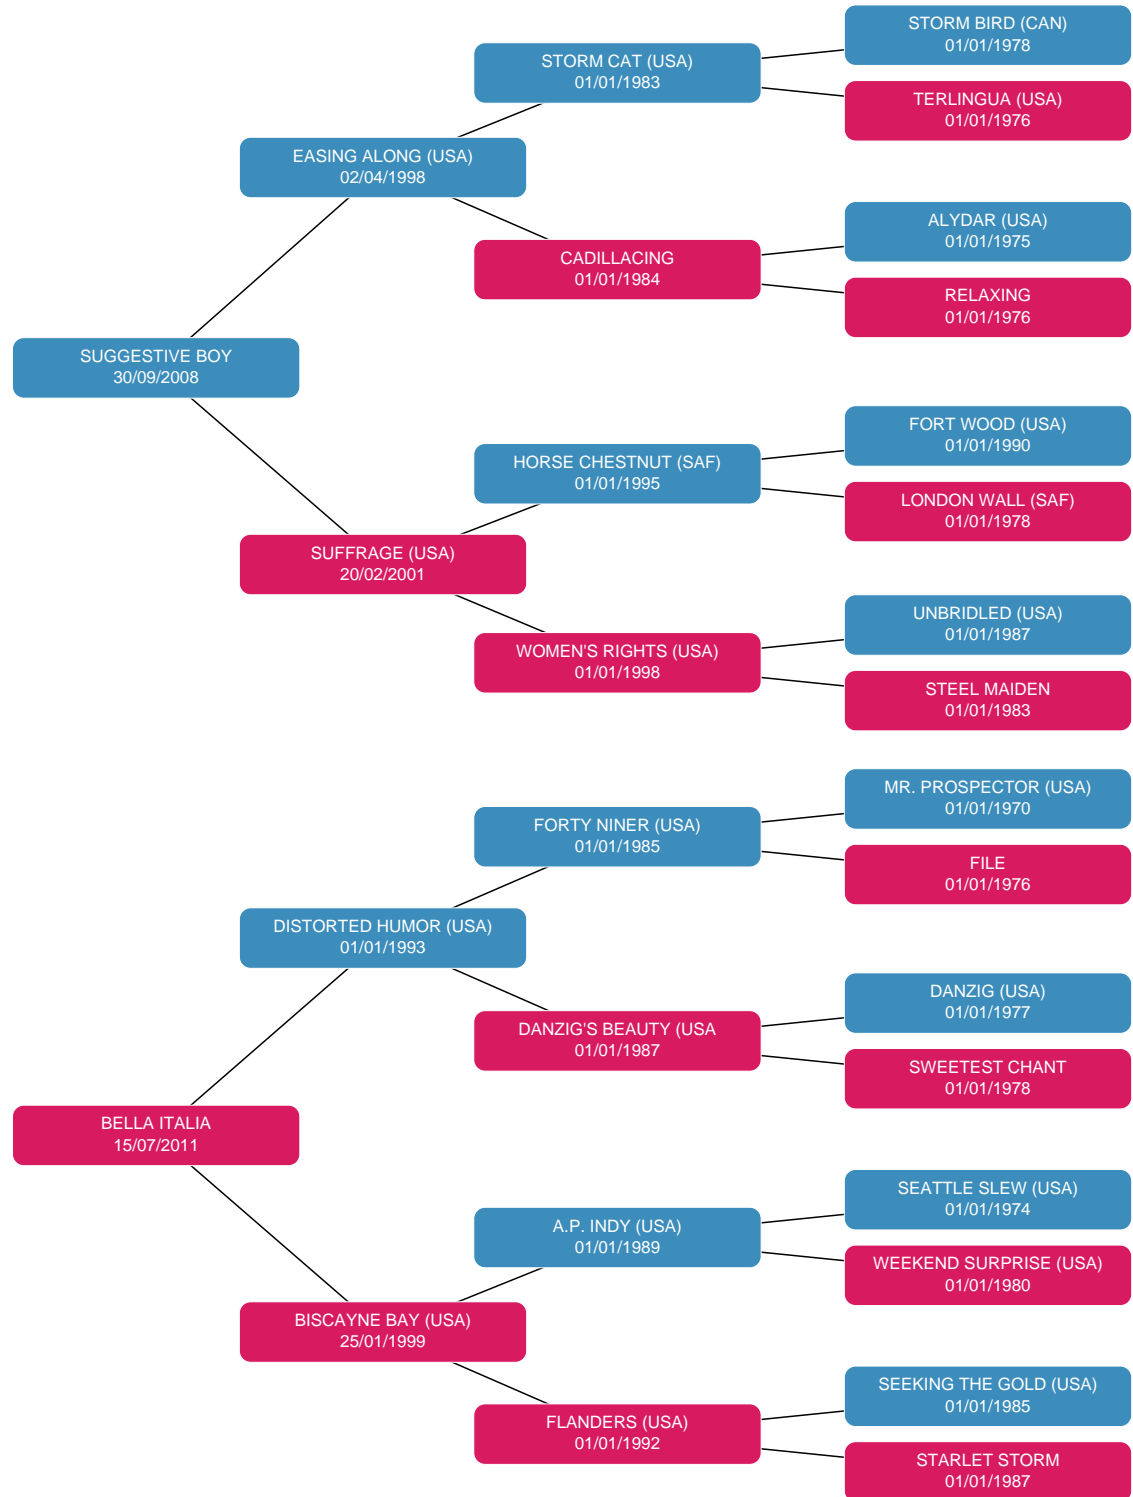 STORM BIRD (CAN)
01/01/1978
STORM CAT (USA)
01/01/1983
TERLINGUA (USA)
01/01/1976
EASING ALONG (USA)
02/04/1998
ALYDAR (USA)
01/01/1975
CADILLACING
01/01/1984
RELAXING
01/01/1976
SUGGESTIVE BOY
30/09/2008
FORT WOOD (USA)
01/01/1990
HORSE CHESTNUT (SAF)
01/01/1995
LONDON WALL (SAF)
01/01/1978
SUFFRAGE (USA)
20/02/2001
UNBRIDLED (USA)
01/01/1987
WOMEN'S RIGHTS (USA)
01/01/1998
STEEL MAIDEN
01/01/1983
MR. PROSPECTOR (USA)
01/01/1970
FORTY NINER (USA)
01/01/1985
FILE
01/01/1976
DISTORTED HUMOR (USA)
01/01/1993
DANZIG (USA)
01/01/1977
DANZIG'S BEAUTY (USA
01/01/1987
SWEETEST CHANT
01/01/1978
BELLA ITALIA
15/07/2011
SEATTLE SLEW (USA)
01/01/1974
A.P. INDY (USA)
01/01/1989
WEEKEND SURPRISE (USA)
01/01/1980
BISCAYNE BAY (USA)
25/01/1999
SEEKING THE GOLD (USA)
01/01/1985
FLANDERS (USA)
01/01/1992
STARLET STORM
01/01/1987